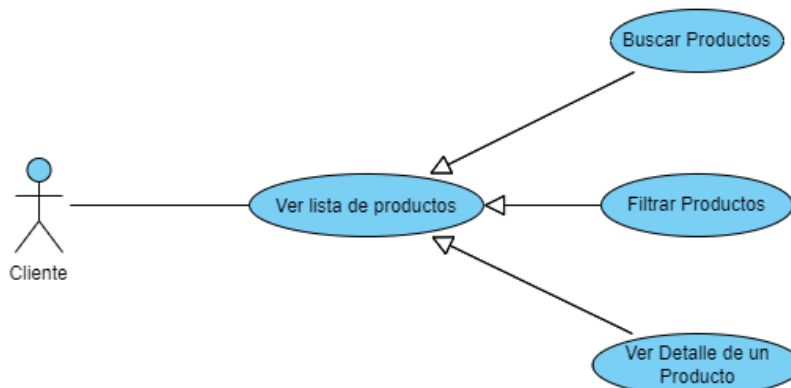 Buscar Productos
Ver lista de productos
Filtrar Productos
Cliente
Ver Detalle de un
Producto